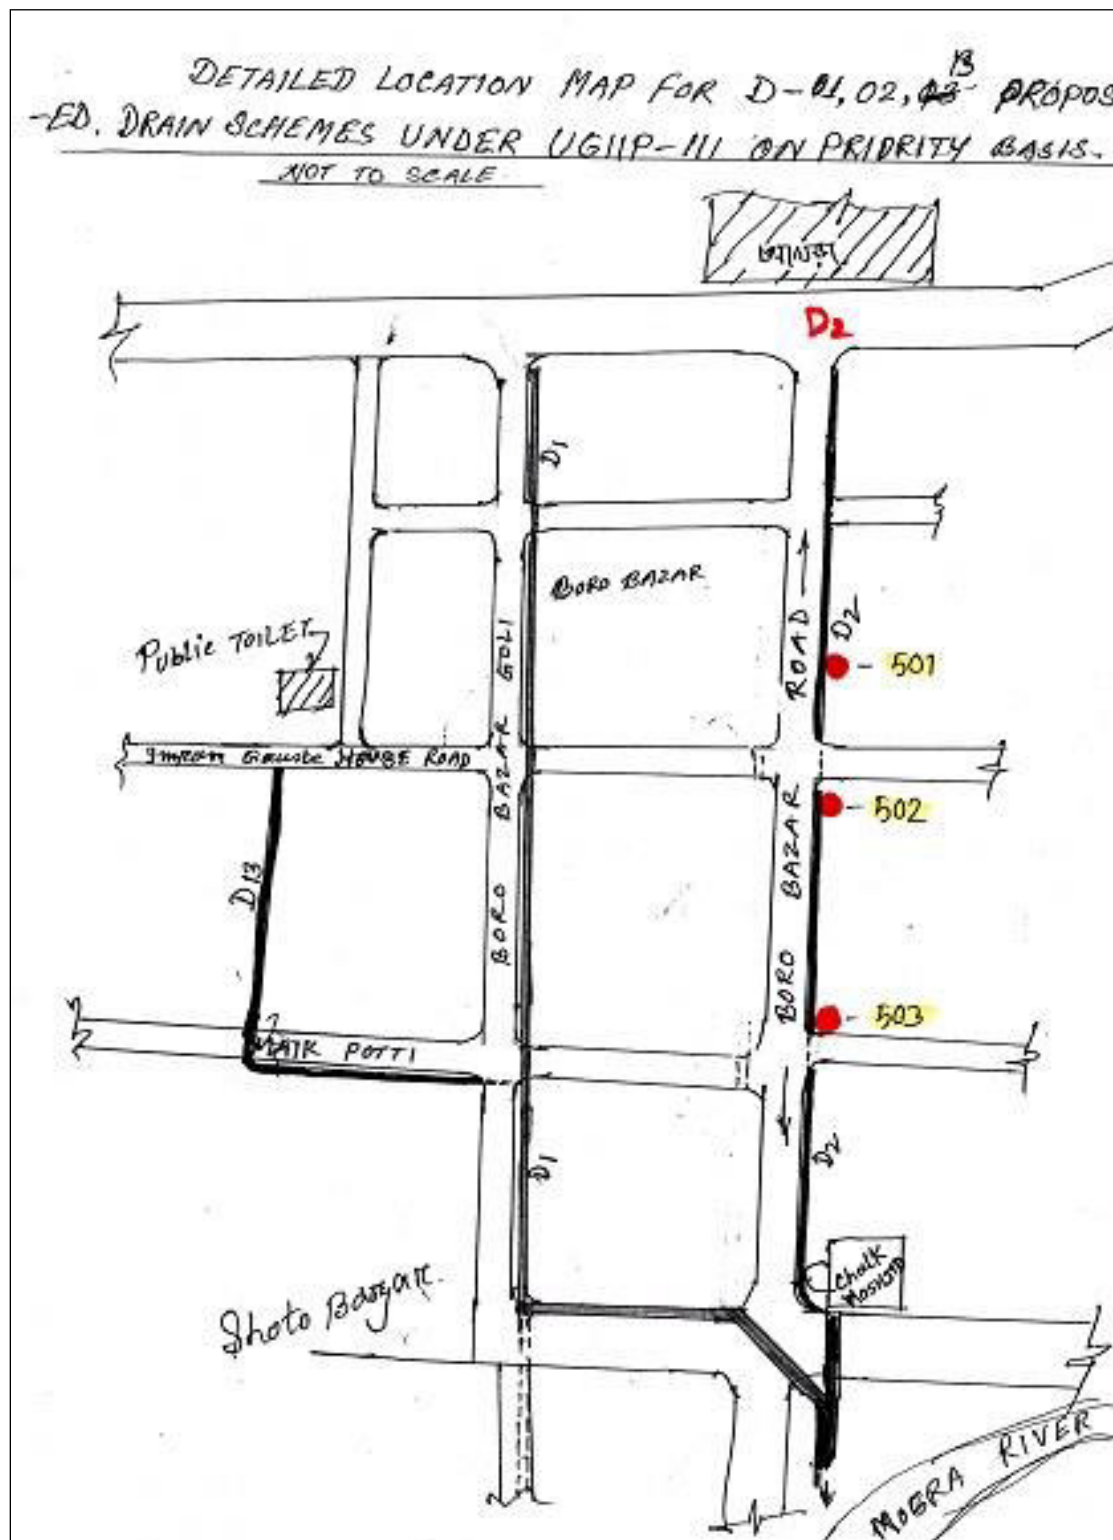 DETAILED LOCATION MAP FOR D-01, 02, 13 PROPOS
-ED. DRAIN SCHEMES UNDER UGIIP-III ON PRIORITY BASIS.
NOT TO SCALE
D2
D1
BORO BAZAR
Public TOILET
BORO BAZAR GOLI
ROAD
D2
- 501
Imran House ROAD
- 502
BORO BAZAR
D13
- 503
POTTI
D1
D2
Chalk
MOSHJID
Shoto Bazar.
MOGRA RIVER